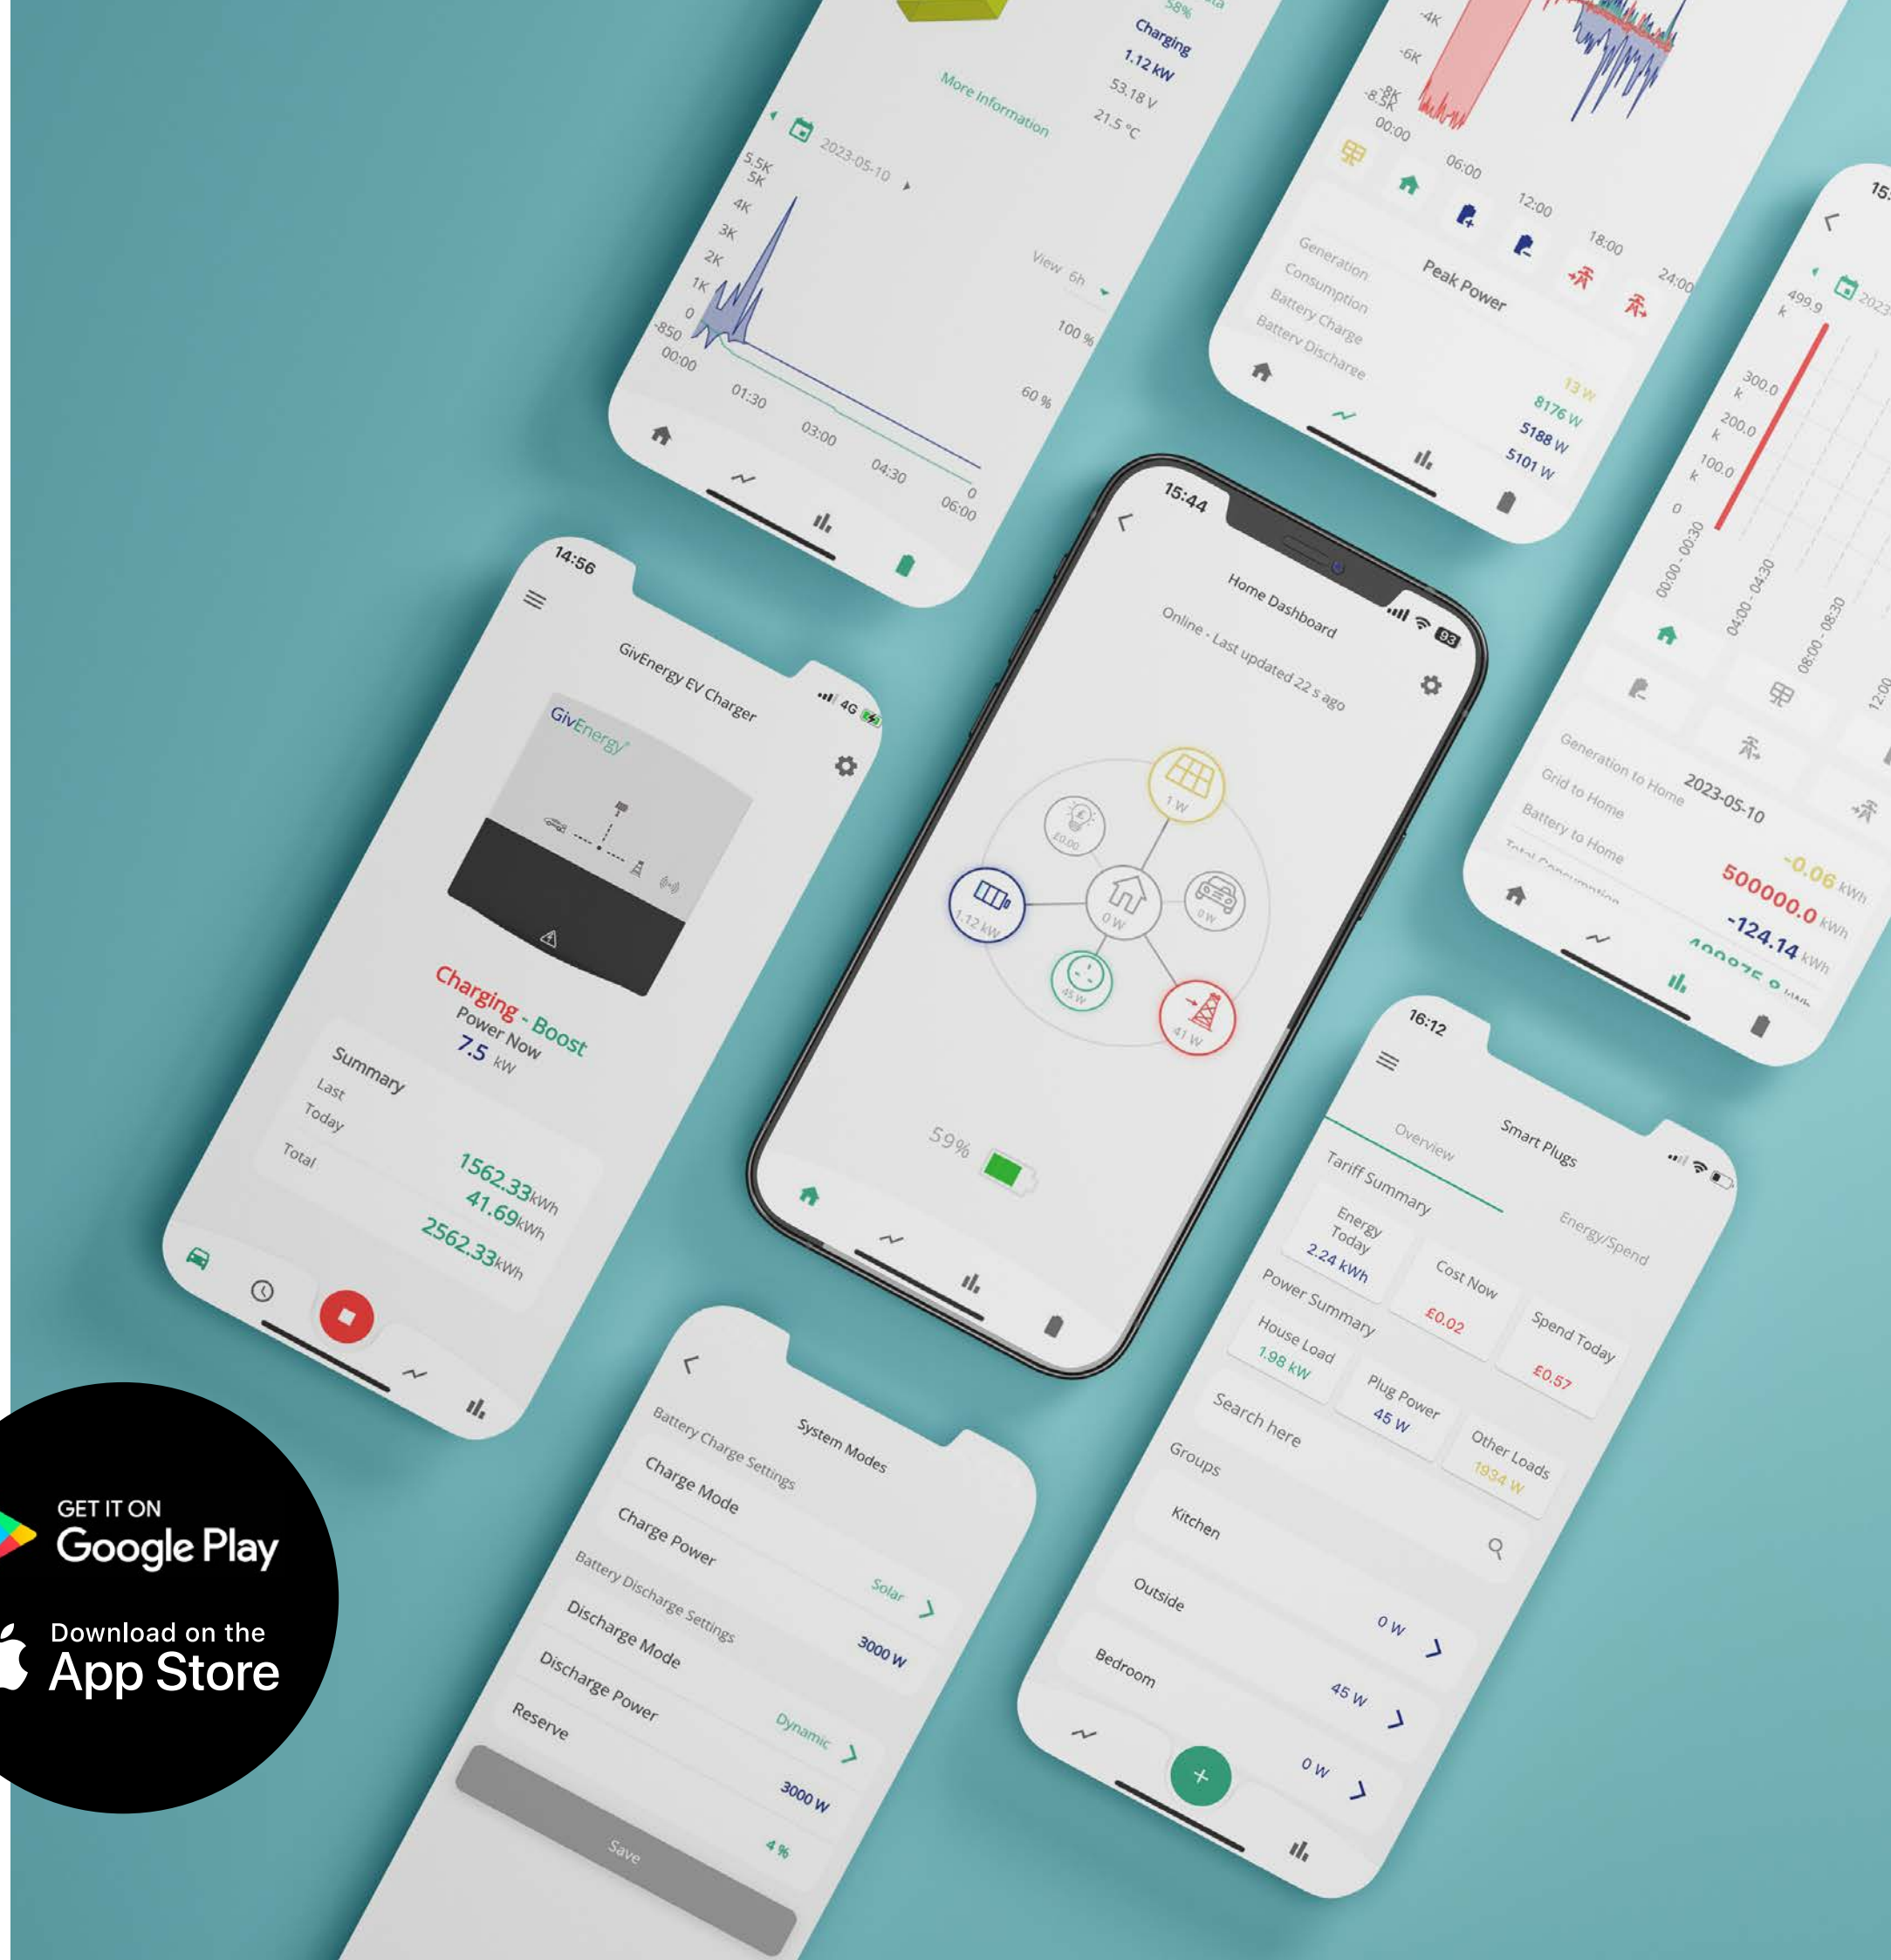 58%
Charging
1.12 kW
53.18 V
21.5 °C
More Information
2023-05-10
View 6h
5.5K
5K
4K
3K
2K
1K
0
-850
100 %
60 %
0
00:00
01:30
03:00
04:30
06:00
-4K
-6K
-8K
-8.5K
00:00
06:00
12:00
18:00
24:00
Peak Power
Generation
13 W
Consumption
8176 W
Battery Charge
5188 W
Battery Discharge
5101 W
499.9
k
300.0
k
200.0
k
100.0
k
0
00:00 - 00:30
04:00 - 04:30
08:00 - 08:30
12:00
2023-05-10
Generation to Home
-0.06 kWh
Grid to Home
500000.0 kWh
Battery to Home
-124.14 kWh
Total Consumption
14:56
4G
GivEnergy EV Charger
GivEnergy
Charging - Boost
Power Now
7.5 kW
Summary
Last
1562.33kWh
Today
41.69kWh
Total
2562.33kWh
15:44
93
Home Dashboard
Online - Last updated 22 s ago
1 W
£0.00
1.12 kW
0 W
0 W
45 W
41 W
59%
16:12
Smart Plugs
Overview
Energy/Spend
Tariff Summary
Energy
Today
2.24 kWh
Cost Now
£0.02
Spend Today
£0.57
Power Summary
House Load
1.98 kW
Plug Power
45 W
Other Loads
1934 W
Search here
Groups
Kitchen
0 W
Outside
45 W
Bedroom
0 W
System Modes
Battery Charge Settings
Charge Mode
Solar
Charge Power
3000 W
Battery Discharge Settings
Discharge Mode
Dynamic
Discharge Power
3000 W
Reserve
4 %
Save
GET IT ON
Google Play
Download on the
App Store